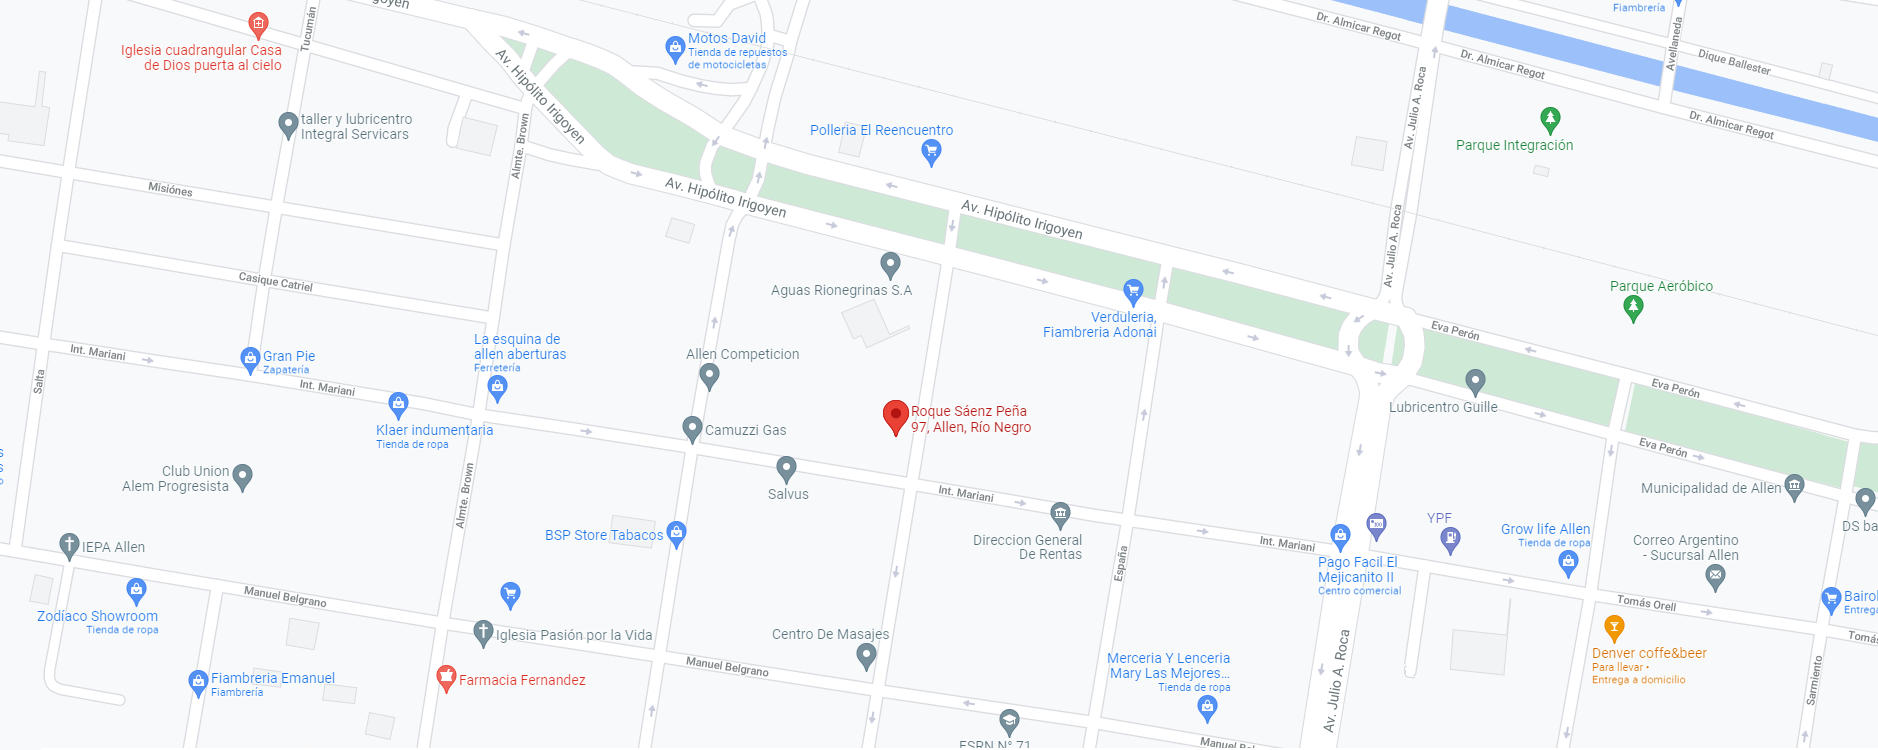 goyen
Tucumán
Iglesia cuadrangular Casa
de Dios puerta al cielo
Av. Hipólito Irigoyen
Motos David
Tienda de repuestos
de motocicletas
Dr. Almicar Regot
Fiambrería
Avellaneda
Dique Ballester
Dr. Almicar Regot
Av. Julio A. Roca
Dr. Almicar Regot
Parque Integración
taller y lubricentro
Integral Servicars
Almte. Brown
Polleria El Reencuentro
Misiónes
Av. Hipólito Irigoyen
Av. Hipólito Irigoyen
Av. Julio A. Roca
Casique Catriel
Aguas Rionegrinas S.A
Verduleria,
Fiambreria Adonai
Parque Aeróbico
Eva Perón
Int. Mariani
Gran Pie
Zapatería
La esquina de
allen aberturas
Ferretería
Allen Competicion
Salta
Int. Mariani
Klaer indumentaria
Tienda de ropa
Camuzzi Gas
Roque Sáenz Peña
97, Allen, Río Negro
Lubricentro Guille
Eva Perón
Eva Perón
Club Union
Alem Progresista
Almte. Brown
Salvus
Int. Mariani
Municipalidad de Allen
DS ba
IEPA Allen
BSP Store Tabacos
Direccion General
De Rentas
España
Int. Mariani
Pago Facil El
Mejicanito II
Centro comercial
YPF
Grow life Allen
Tienda de ropa
Correo Argentino
- Sucursal Allen
Zodíaco Showroom
Tienda de ropa
Manuel Belgrano
Iglesia Pasión por la Vida
Centro De Masajes
Tomás Orell
Bairol
Entrega
Tomás
Fiambreria Emanuel
Fiambrería
Farmacia Fernandez
Manuel Belgrano
Merceria Y Lenceria
Mary Las Mejores...
Tienda de ropa
Av. Julio A. Roca
Denver coffe&beer
Para llevar •
Entrega a domicilio
Sarmiento
ESRN N° 71
Manuel Bel